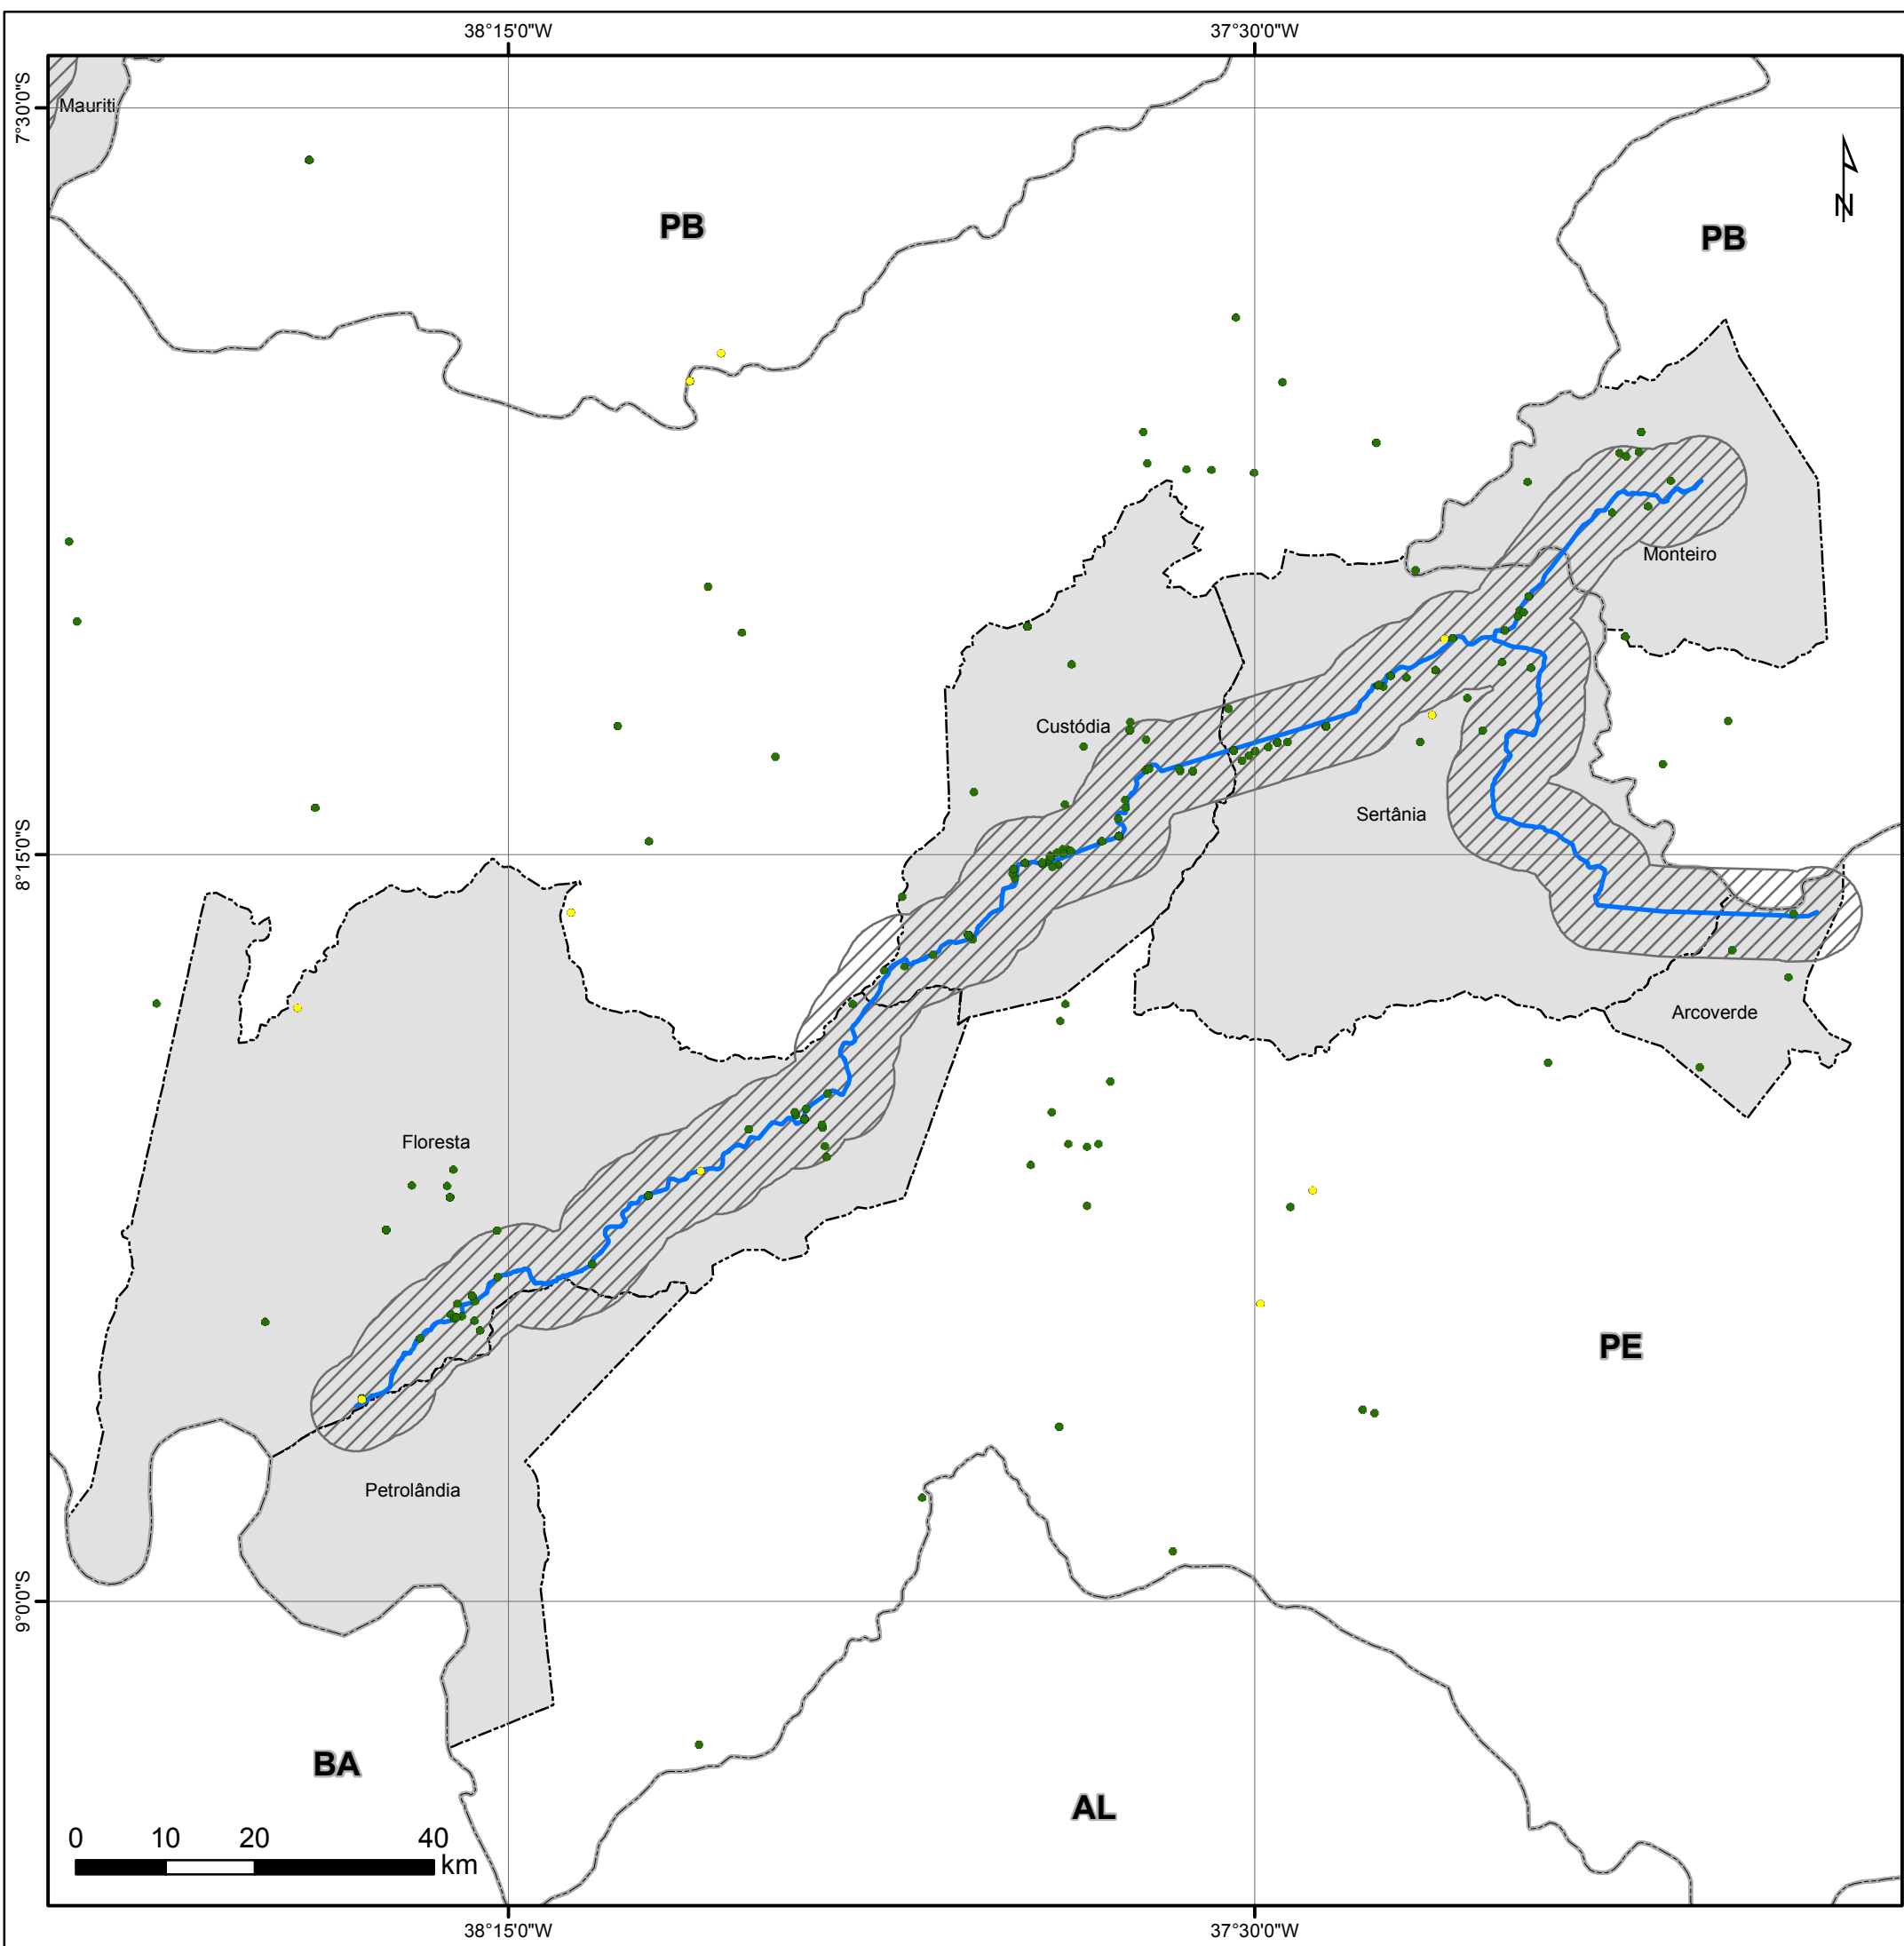 38°15'0"W 37°30'0"W
7°30'0"S
Mauriti
PB
PB
N
Monteiro
Custódia
Sertânia
8°15'0"S
Arcoverde
Floresta
PE
Petrolândia
9°0'0"S
BA
AL
0 10 20 40
km
38°15'0"W 37°30'0"W